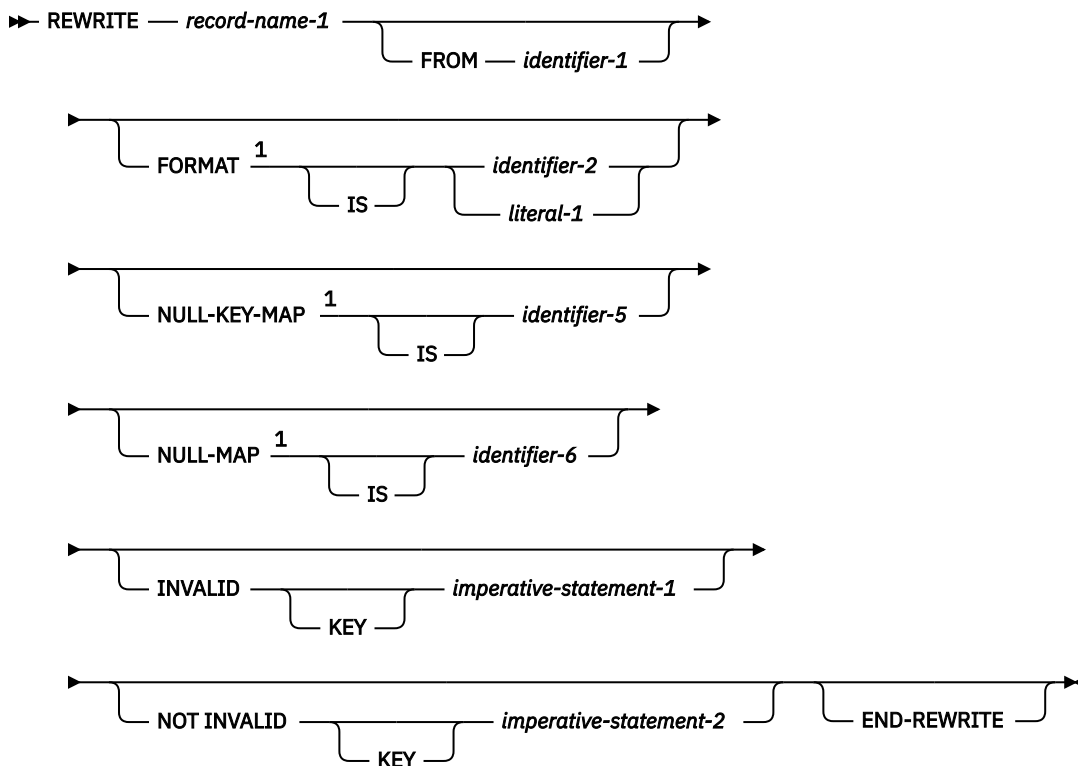 REWRITE record-name-1
FROM identifier-1
FORMAT 1 identifier-2
IS literal-1
NULL-KEY-MAP 1 identifier-5
IS
NULL-MAP 1 identifier-6
IS
INVALID imperative-statement-1
KEY
NOT INVALID imperative-statement-2 END-REWRITE
KEY